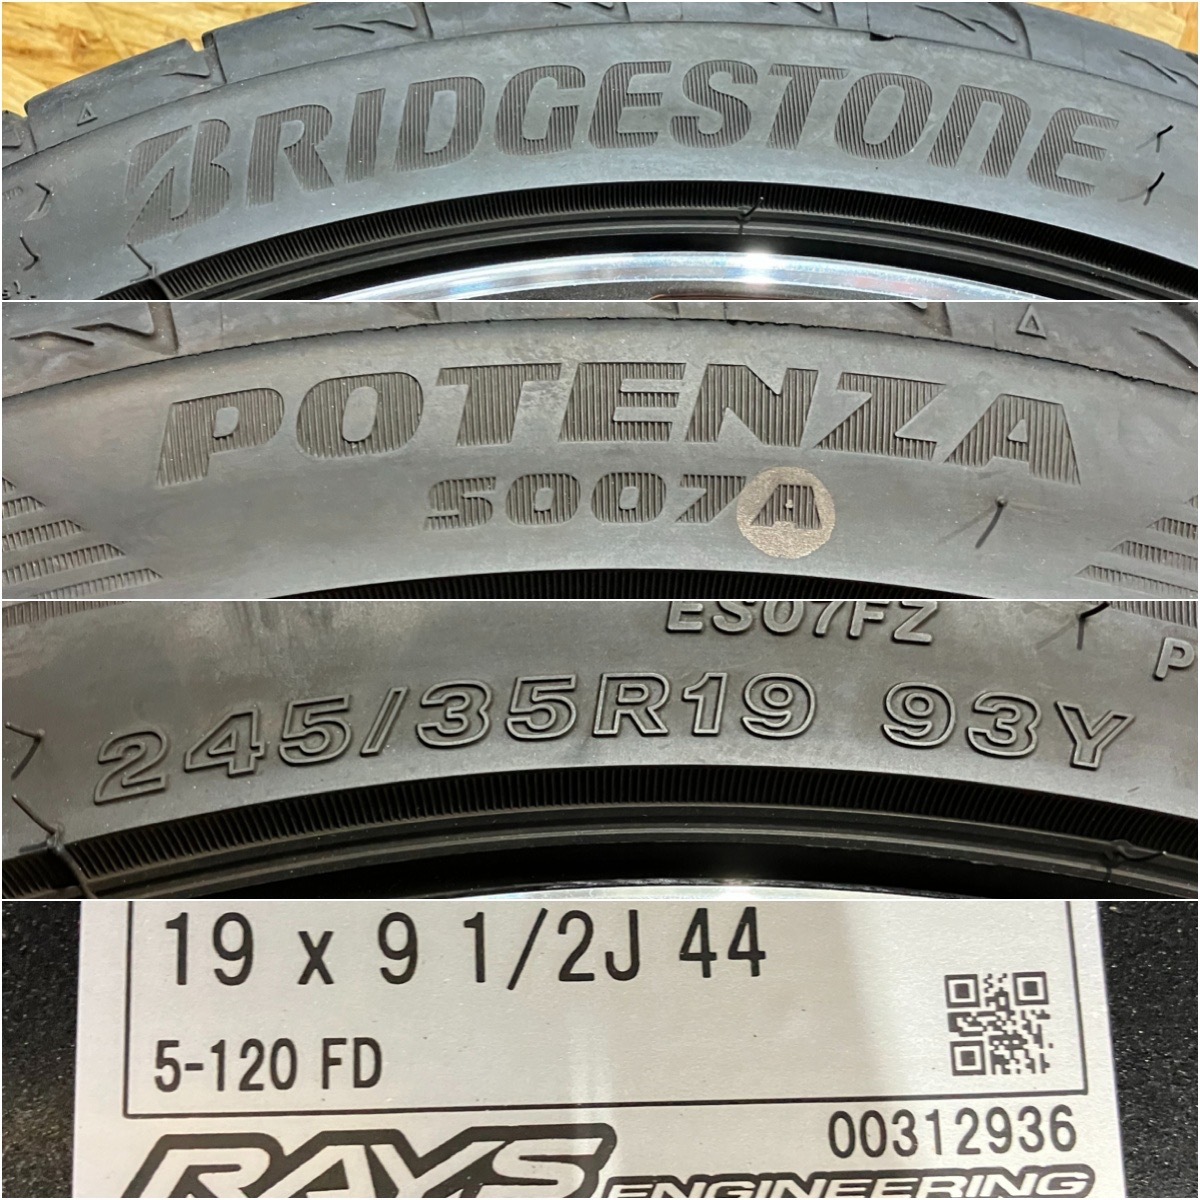 BRIDGESTONE
POTENZA
S007A
ES07FZ
245/35R19 93Y
P
19 x 9 1/2J 44
5-120 FD
00312936
RAYS ENGINEERING